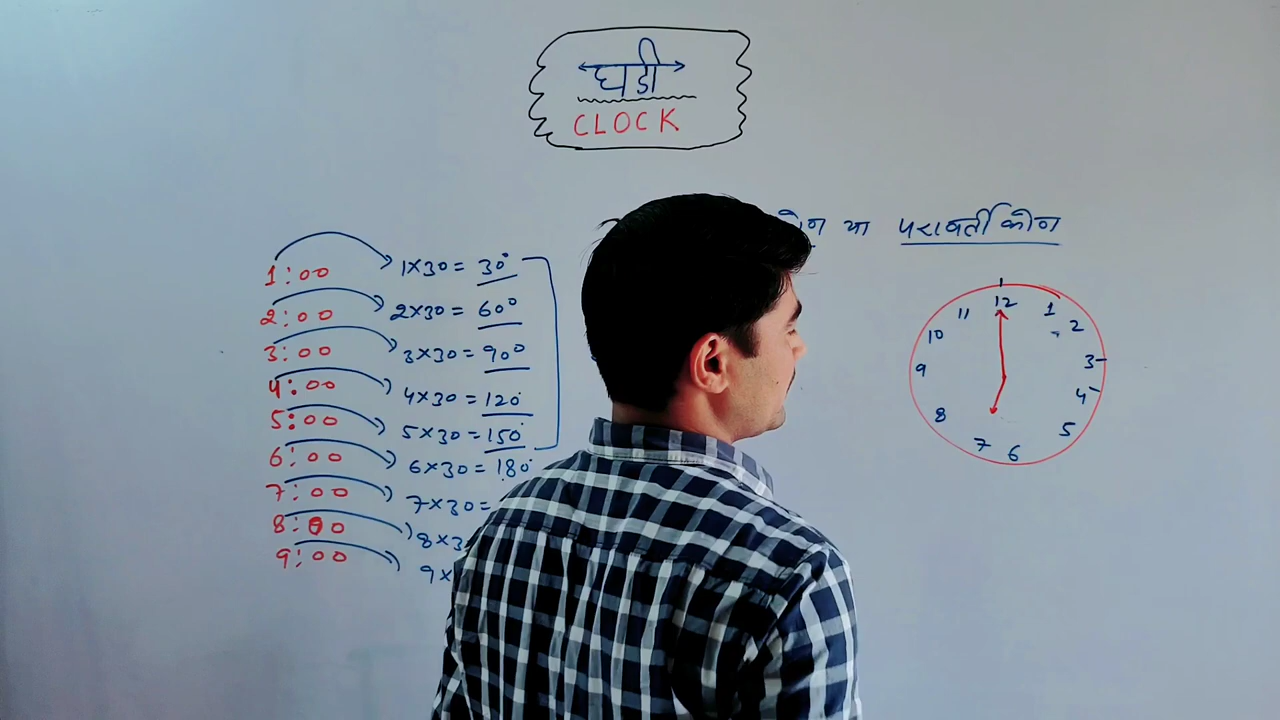 घडी
CLOCK
या परावर्ती कोण
1:00 1×30 = 30°
2:00 2×30 = 60°
3:00 3×30 = 90°
4:00 4×30 = 120°
5:00 5×30 = 150°
6:00 6×30 = 180°
7:00 7×30 =
8:00
9:00
12
1
2
3
4
5
6
7
8
9
10
11